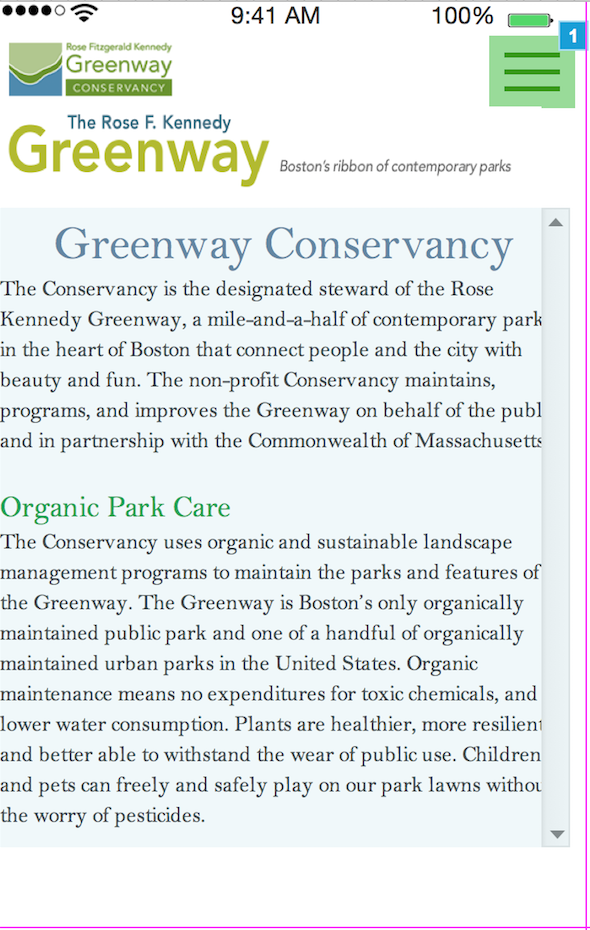 9:41 AM 100%
1
Rose Fitzgerald Kennedy
Greenway
CONSERVANCY
The Rose F. Kennedy
Greenway Boston's ribbon of contemporary parks
Greenway Conservancy
The Conservancy is the designated steward of the Rose
Kennedy Greenway, a mile-and-a-half of contemporary park
in the heart of Boston that connect people and the city with
beauty and fun. The non-profit Conservancy maintains,
programs, and improves the Greenway on behalf of the publ
and in partnership with the Commonwealth of Massachusetts
Organic Park Care
The Conservancy uses organic and sustainable landscape
management programs to maintain the parks and features of
the Greenway. The Greenway is Boston's only organically
maintained public park and one of a handful of organically
maintained urban parks in the United States. Organic
maintenance means no expenditures for toxic chemicals, and
lower water consumption. Plants are healthier, more resilient
and better able to withstand the wear of public use. Children
and pets can freely and safely play on our park lawns withou
the worry of pesticides.